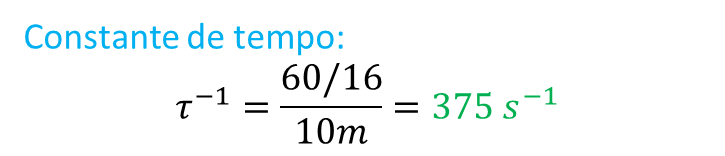 Constante de tempo:
τ⁻¹ = 60/16 / 10m = 375 s⁻¹